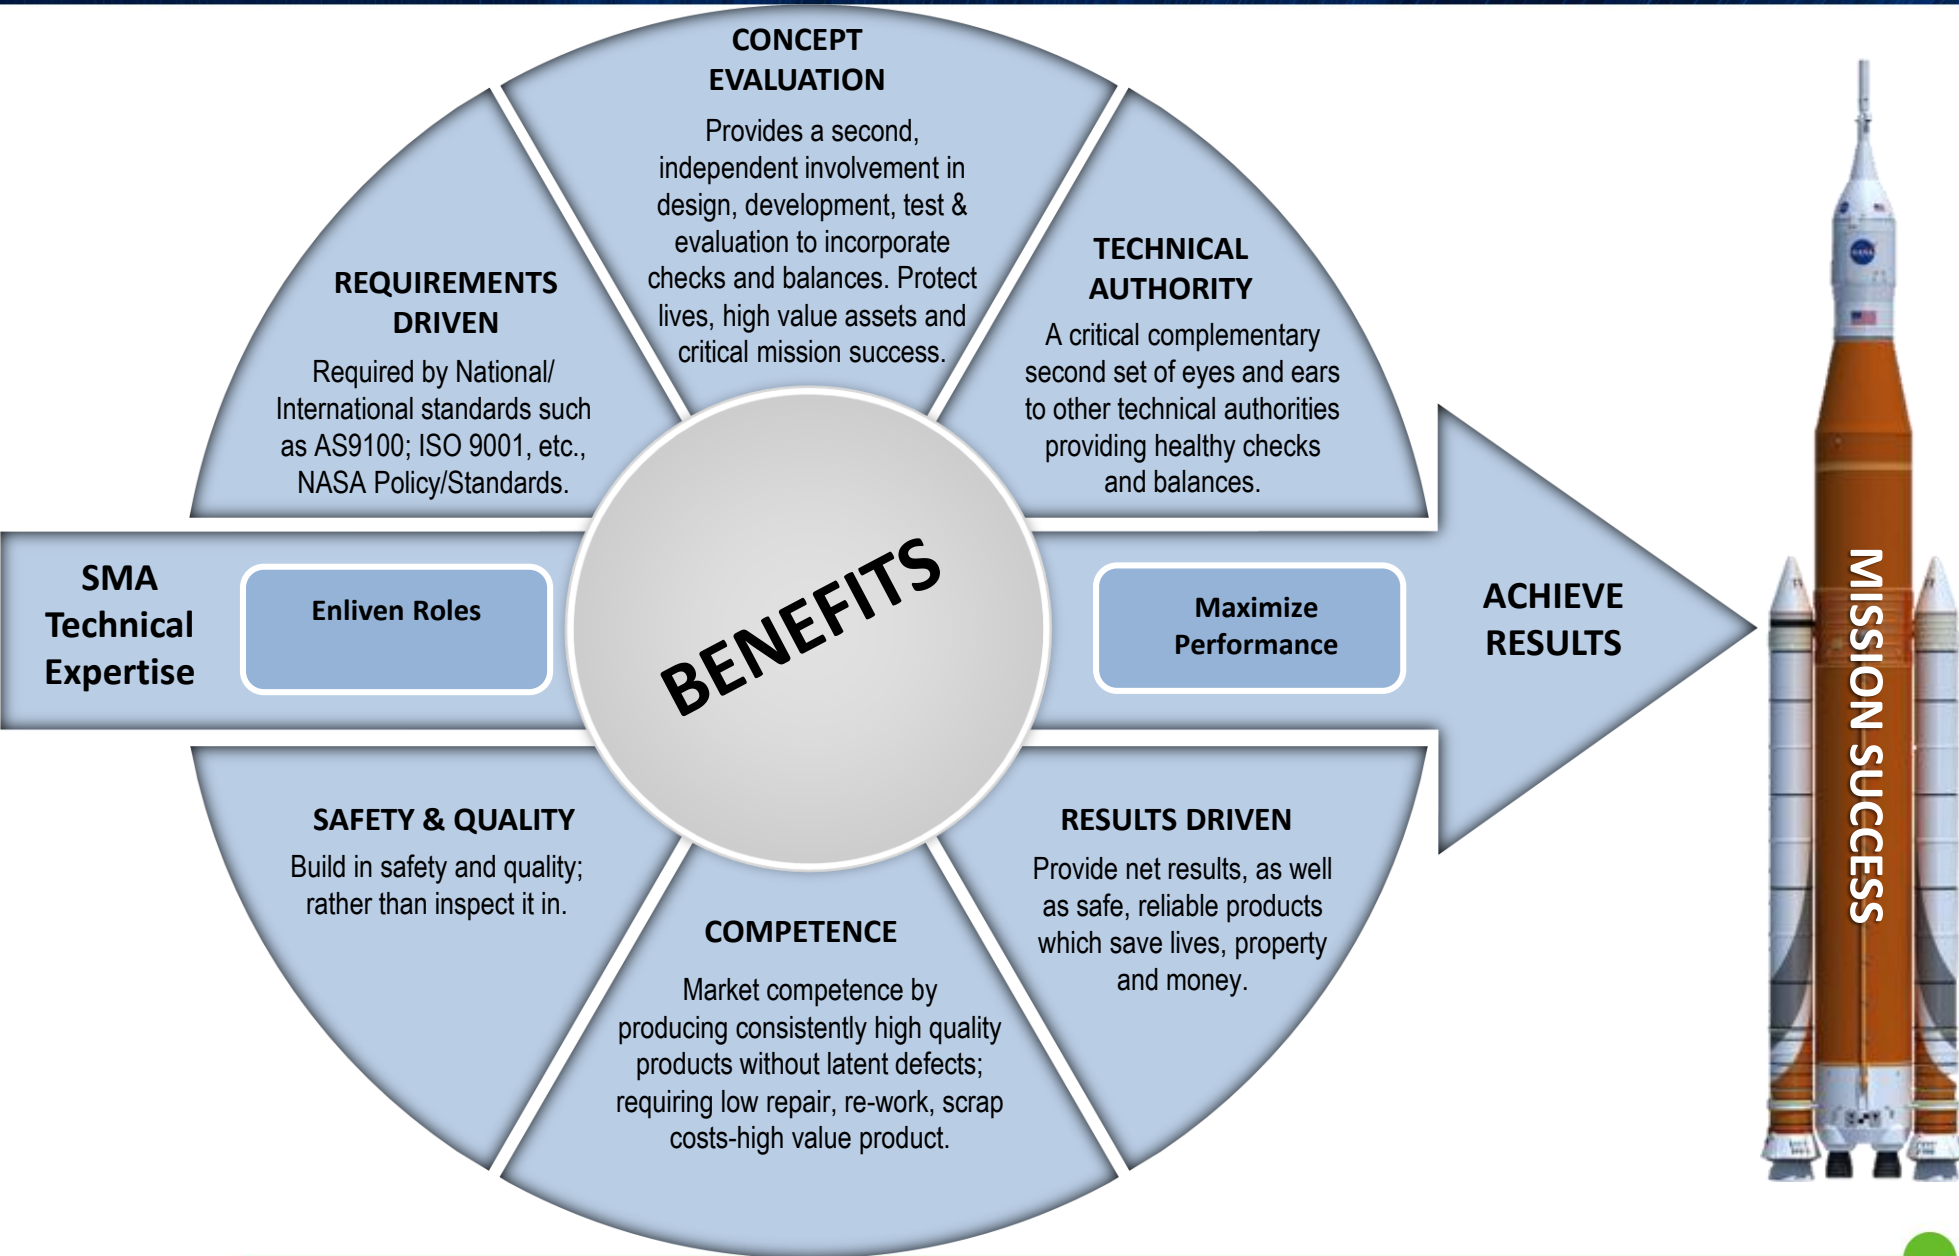 CONCEPT
EVALUATION
Provides a second,
independent involvement in
design, development, test &
evaluation to incorporate
checks and balances. Protect
lives, high value assets and
critical mission success.
REQUIREMENTS
DRIVEN
Required by National/
International standards such
as AS9100; ISO 9001, etc.,
NASA Policy/Standards.
TECHNICAL
AUTHORITY
A critical complementary
second set of eyes and ears
to other technical authorities
providing healthy checks
and balances.
SMA
Technical
Expertise
Enliven Roles
BENEFITS
Maximize
Performance
ACHIEVE
RESULTS
SAFETY & QUALITY
Build in safety and quality;
rather than inspect it in.
COMPETENCE
Market competence by
producing consistently high quality
products without latent defects;
requiring low repair, re-work, scrap
costs-high value product.
RESULTS DRIVEN
Provide net results, as well
as safe, reliable products
which save lives, property
and money.
NASA
MISSION SUCCESS